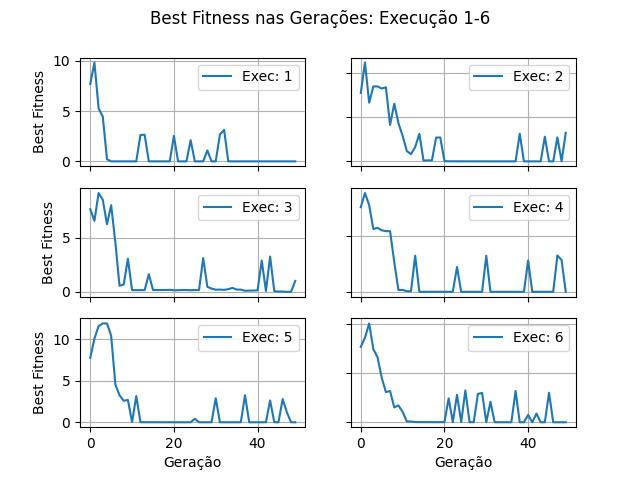 Best Fitness nas Gerações: Execução 1-6
Best Fitness
10
5
0
Exec: 1
Exec: 2
Best Fitness
5
0
Exec: 3
Exec: 4
Best Fitness
10
5
0
Exec: 5
Exec: 6
0 20 40
0 20 40
Geração
Geração